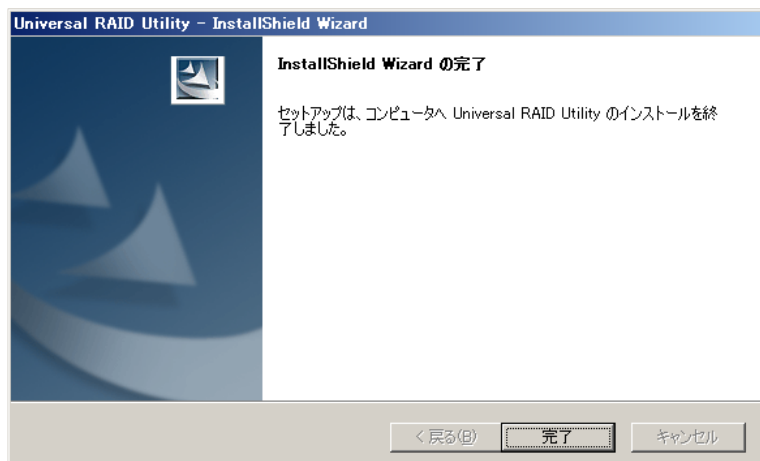 Universal RAID Utility - InstallShield Wizard
InstallShield Wizard の完了
セットアップは、コンピュータへ Universal RAID Utility のインストールを終
了しました。
< 戻る(B)
完了
キャンセル